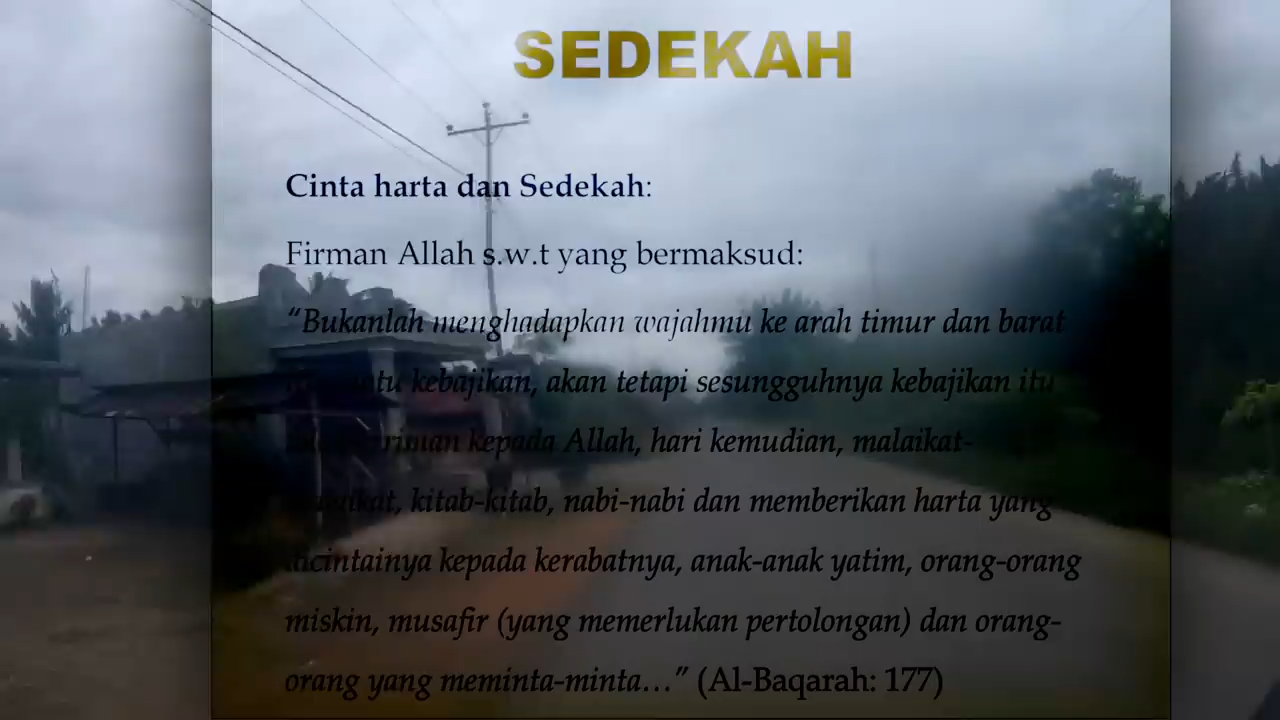 SEDEKAH
Cinta harta dan Sedekah:
Firman Allah s.w.t yang bermaksud:
“Bukanlah menghadapkan wajahmu ke arah timur dan barat
kebajikan, akan tetapi sesungguhnya kebajikan itu
kepada Allah, hari kemudian, malaikat-
kitab-kitab, nabi-nabi dan memberikan harta yang
dicintainya kepada kerabatnya, anak-anak yatim, orang-orang
miskin, musafir (yang memerlukan pertolongan) dan orang-
orang yang meminta-minta…” (Al-Baqarah: 177)